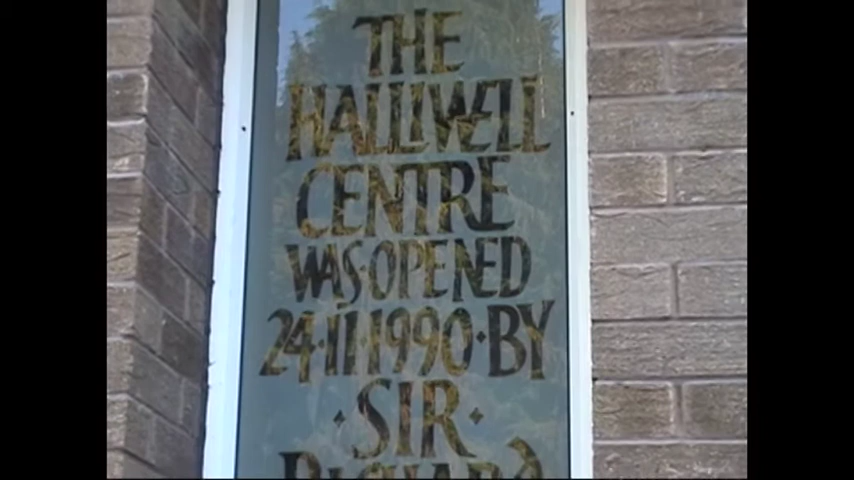 THE
HALLIWELL
CENTRE
WAS·OPENED
24·11·1990·BY
·SIR·
RICHARD